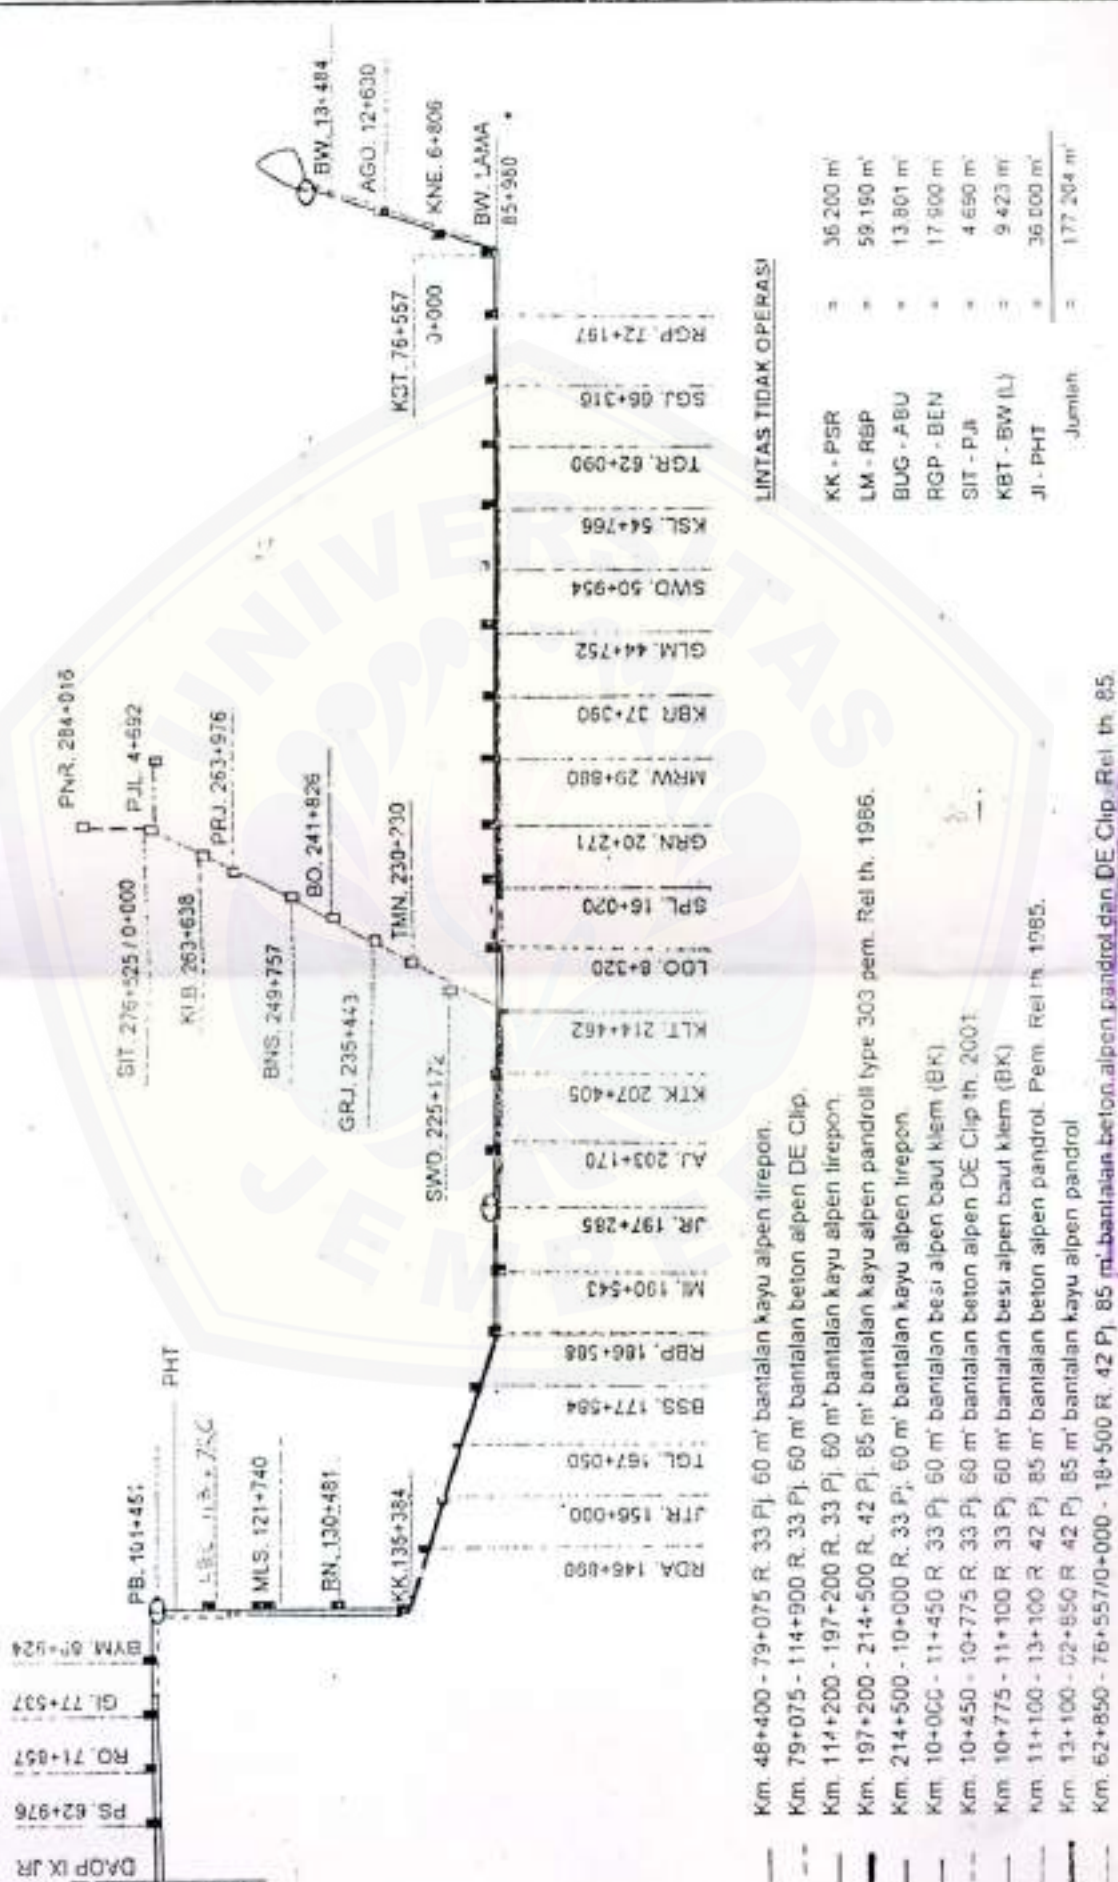 DAOP IX JR
PS. 62+976
RO. 71+857
GI. 77+537
BYM.
PB. 101+451
PHT
MLS. 121+740
RN. 130+481
KK. 135+384
RDA. 146+890
JTR. 156+000
TGL. 167+050
BSS. 177+584
RBP. 186+588
MI. 190+543
JR. 197+285
AJ. 203+170
KTK. 207+405
KLT. 214+462
LDO. 8+320
SPL. 16+020
GRN. 20+271
MRW. 29+880
KBR. 37+390
GLM. 44+752
SWD. 50+954
KSL. 54+766
TGR. 62+090
SGJ. 66+316
RGP. 72+197
SWD. 225+172
TMN. 230+230
GRJ. 235+443
BO. 241+826
BNS. 249+757
PRJ. 263+976
KLB. 263+638
SIT. 276+525 / 0+000
PJL. 4+692
PNR. 284+016
KBT. 76+557
0+000
BW. LAMA
85+980
KNE. 6+806
AGO. 12+630
BW. 13+484
LINTAS TIDAK OPERASI
KK - PSR = 36.200 m'
LM - RBP = 59.190 m'
BUG - ABU = 13.801 m'
RGP - BEN = 17.900 m'
SIT - PJI = 4.690 m'
KBT - BW (L) = 9.423 m'
JI - PHT = 36.000 m'
Jumlah = 177.204 m'
Km. 48+400 - 79+075 R. 33 Pj. 60 m' bantalan kayu alpen tirepon.
Km. 79+075 - 114+900 R. 33 Pj. 60 m' bantalan beton alpen DE Clip.
Km. 114+200 - 197+200 R. 33 Pj. 60 m' bantalan kayu alpen tirepon.
Km. 197+200 - 214+500 R. 42 Pj. 85 m' bantalan kayu alpen pandroll type 303 pem. Rel th. 1986.
Km. 214+500 - 10+000 R. 33 Pj. 60 m' bantalan kayu alpen tirepon.
Km. 10+000 - 11+450 R. 33 Pj. 60 m' bantalan besi alpen baut klem (BK).
Km. 10+450 - 10+775 R. 33 Pj. 60 m' bantalan beton alpen DE Clip th. 2001.
Km. 10+775 - 11+100 R. 33 Pj. 60 m' bantalan besi alpen baut klem (BK)
Km. 11+100 - 13+100 R. 42 Pj. 85 m' bantalan beton alpen pandrol. Pem. Rel th. 1985.
Km. 13+100 - 02+850 R. 42 Pj. 85 m' bantalan kayu alpen pandrol
Km. 62+850 - 76+557/0+000 - 18+500 R. 42 Pj. 85 m' bantalan beton alpen pandrol dan DE Clip. Rel. th. 85.
UNIVERSITAS
JEMBER